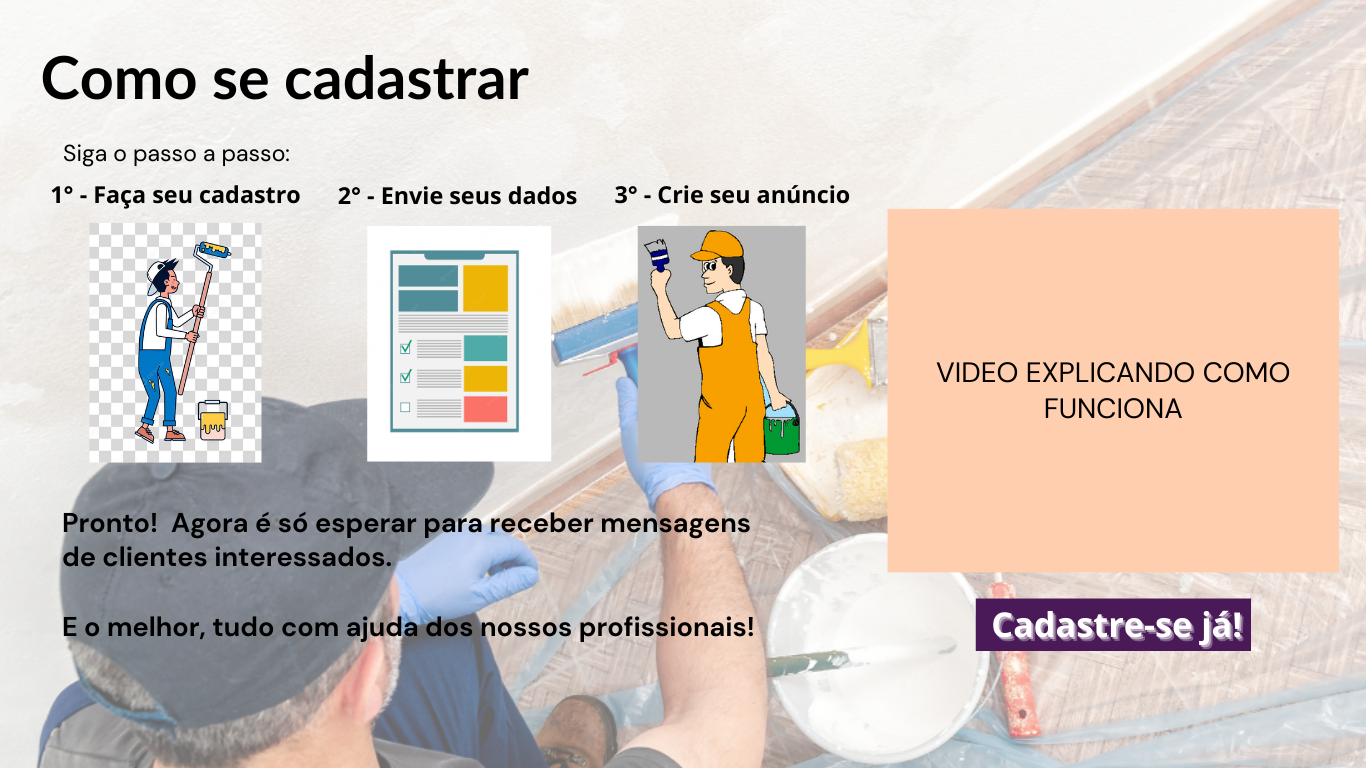 Como se cadastrar
Siga o passo a passo:
1° - Faça seu cadastro
2° - Envie seus dados
3° - Crie seu anúncio
VIDEO EXPLICANDO COMO
FUNCIONA
Pronto!  Agora é só esperar para receber mensagens
de clientes interessados.
E o melhor, tudo com ajuda dos nossos profissionais!
Cadastre-se já!